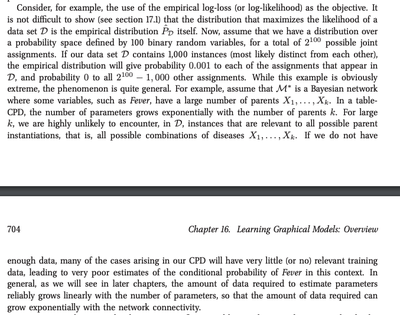 Consider, for example, the use of the empirical log-loss (or log-likelihood) as the objective. It
is not difficult to show (see section 17.1) that the distribution that maximizes the likelihood of a
data set D is the empirical distribution P̂_D itself. Now, assume that we have a distribution over
a probability space defined by 100 binary random variables, for a total of 2^100 possible joint
assignments. If our data set D contains 1,000 instances (most likely distinct from each other),
the empirical distribution will give probability 0.001 to each of the assignments that appear in
D, and probability 0 to all 2^100 − 1,000 other assignments. While this example is obviously
extreme, the phenomenon is quite general. For example, assume that M* is a Bayesian network
where some variables, such as Fever, have a large number of parents X₁, . . . , Xₖ. In a table-
CPD, the number of parameters grows exponentially with the number of parents k. For large
k, we are highly unlikely to encounter, in D, instances that are relevant to all possible parent
instantiations, that is, all possible combinations of diseases X₁, . . . , Xₖ. If we do not have
704 Chapter 16. Learning Graphical Models: Overview
enough data, many of the cases arising in our CPD will have very little (or no) relevant training
data, leading to very poor estimates of the conditional probability of Fever in this context. In
general, as we will see in later chapters, the amount of data required to estimate parameters
reliably grows linearly with the number of parameters, so that the amount of data required can
grow exponentially with the network connectivity.